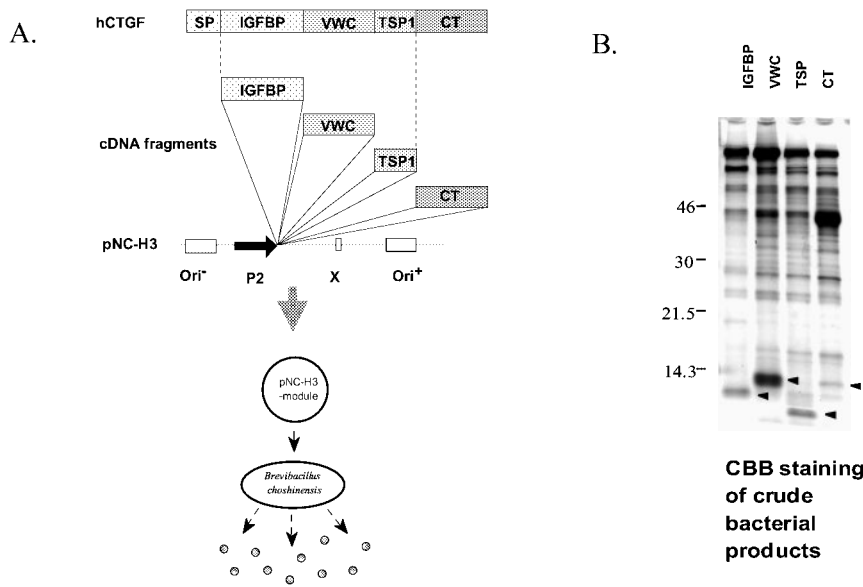 A.
hCTGF
SP IGFBP VWC TSP1 CT
IGFBP
cDNA fragments
VWC
TSP1
CT
pNC-H3
Ori-
P2
X
Ori+
pNC-H3
-module
Brevibacillus
choshinensis
B.
IGFBP
VWC
TSP
CT
46
30
21.5
14.3
CBB staining
of crude
bacterial
products